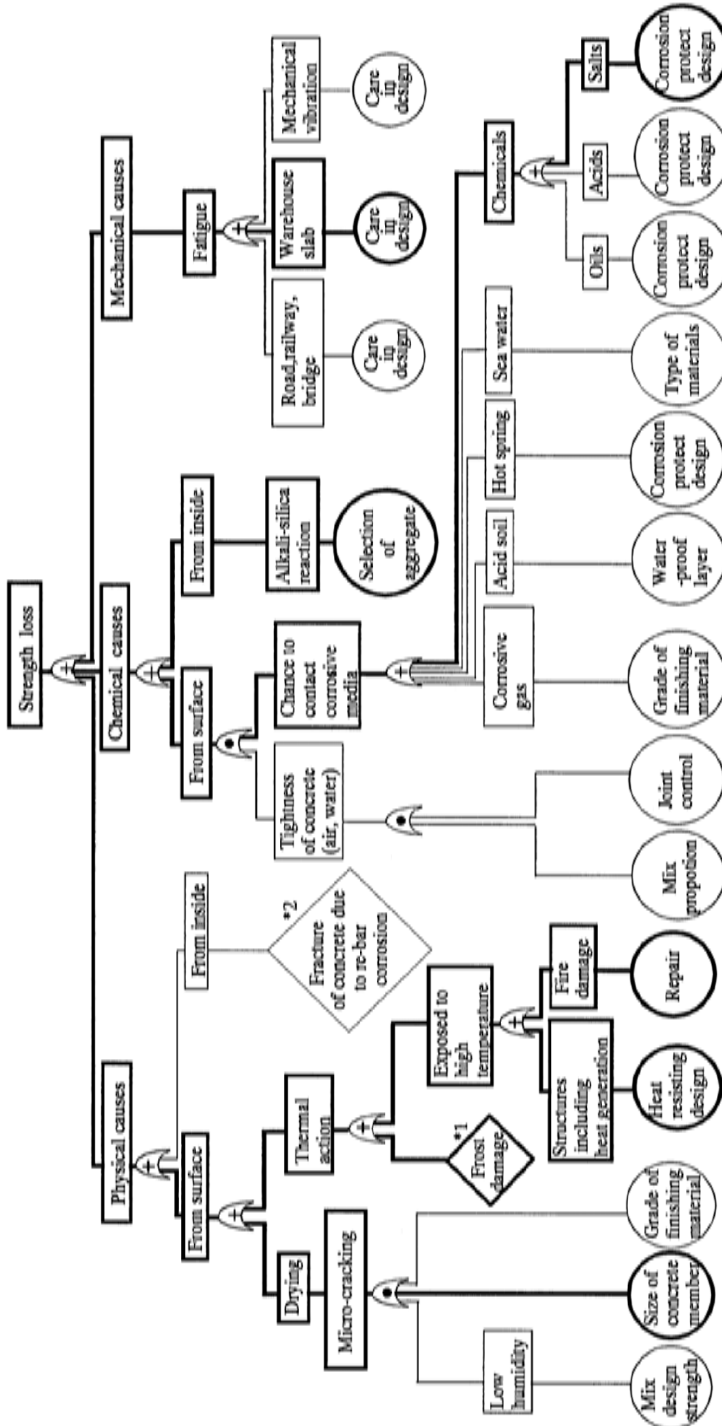 Strength loss
Physical causes
Chemical causes
Mechanical causes
From surface
From inside
From surface
From inside
Fatigue
Drying
Thermal
action
*2
Fracture
of concrete due
to re-bar
corrosion
Tightness
of concrete
(air, water)
Chance to
contact
corrosive
media
Alkali-silica
reaction
Road,railway,
bridge
Warehouse
slab
Mechanical
vibration
Micro-cracking
Selection
of
aggregate
Care
in
design
Care
in
design
Care
in
design
*1
Frost
damage
Exposed to
high
temperature
Low
humidity
Structures
including
heat generation
Fire
damage
Corrosive
gas
Acid soil
Hot spring
Sea water
Chemicals
Oils
Acids
Salts
Mix
design
strength
Size of
concrete
member
Grade of
finishing
material
Heat
resisting
design
Repair
Mix
propotion
Joint
control
Grade of
finishing
material
Water
-proof
layer
Corrosion
protect
design
Type of
materials
Corrosion
protect
design
Corrosion
protect
design
Corrosion
protect
design